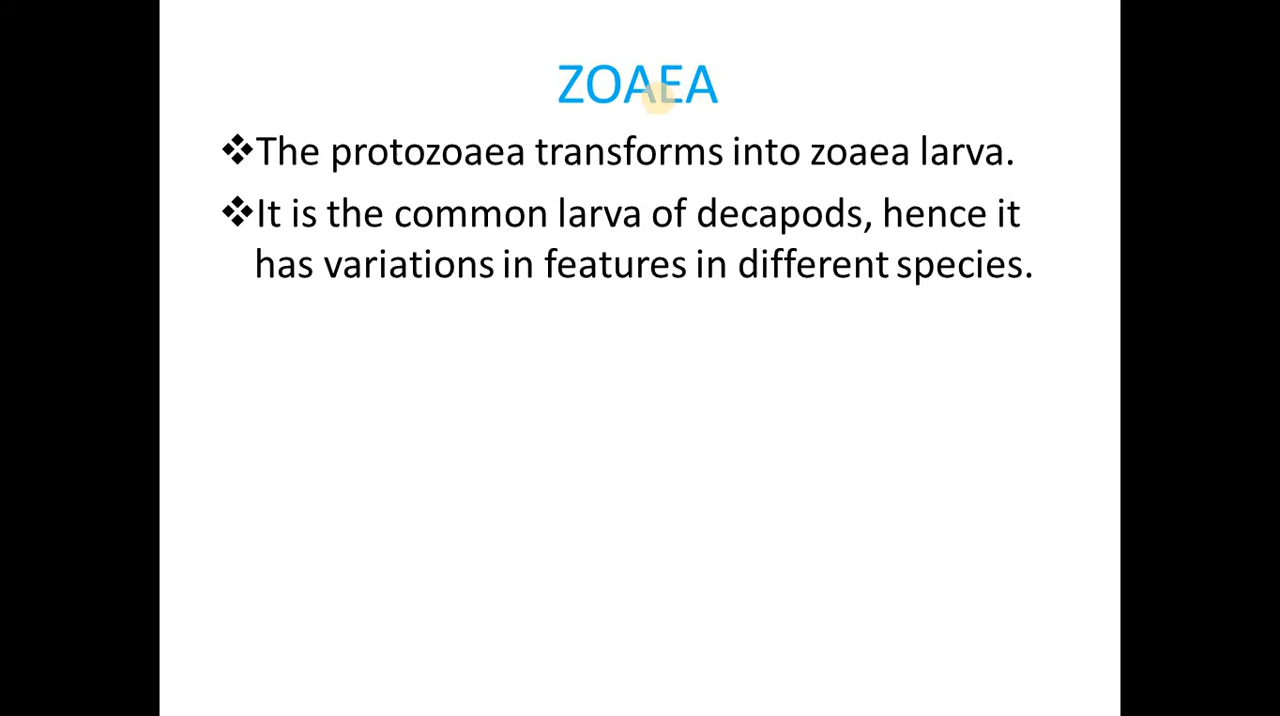 ZOAEA
❖The protozoaea transforms into zoaea larva.
❖It is the common larva of decapods, hence it
has variations in features in different species.